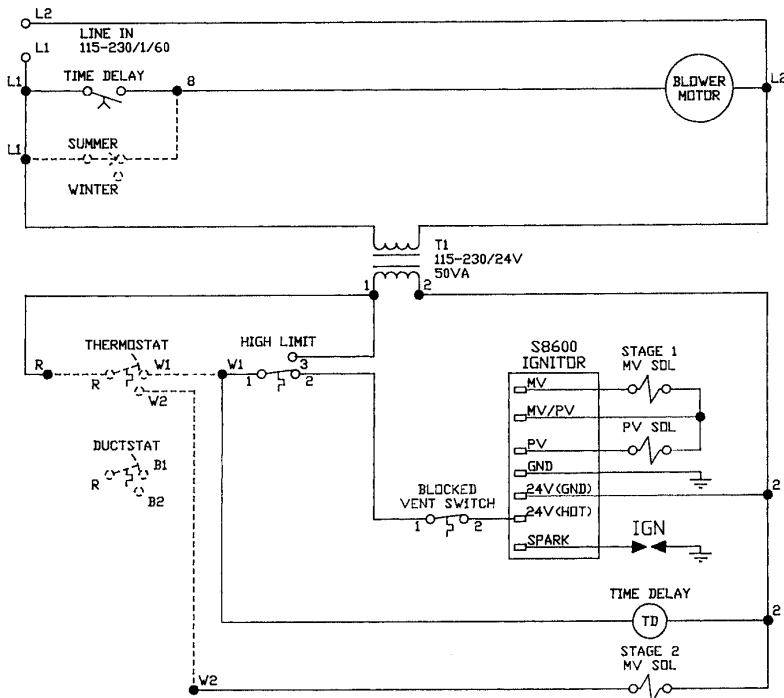 L2
LINE IN
115-230/1/60
L1
L1
TIME DELAY
8
BLOWER
MOTOR
L2
L1
SUMMER
WINTER
T1
115-230/24V
50VA
1
2
THERMOSTAT
HIGH LIMIT
S8600
IGNITOR
STAGE 1
MV SOL
R
R
W1
W1
1
3
2
W2
MV
MV/PV
PV SOL
PV
DUCTSTAT
B1
R
B2
GND
BLOCKED
VENT SWITCH
24V(GND)
2
1
2
24V(HOT)
IGN
SPARK
TIME DELAY
TD
2
STAGE 2
MV SOL
W2